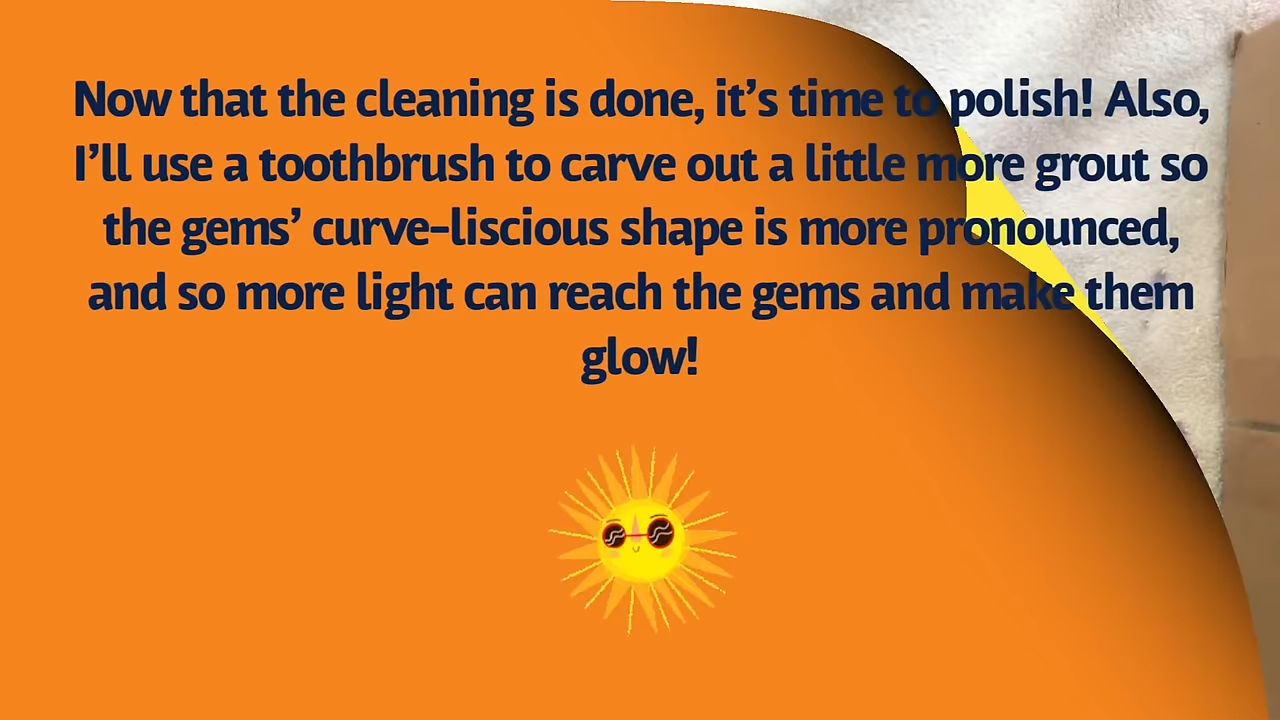 Now that the cleaning is done, it’s time to polish! Also,
I’ll use a toothbrush to carve out a little more grout so
the gems’ curve-liscious shape is more pronounced,
and so more light can reach the gems and make them
glow!